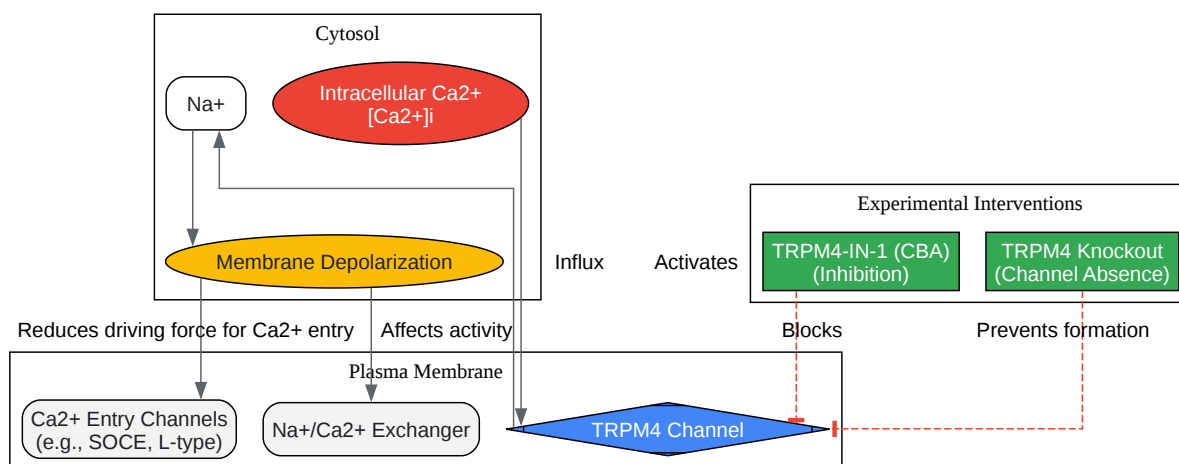 Cytosol
Na+
Intracellular Ca2+
[Ca2+]i
Membrane Depolarization
Influx
Activates
Experimental Interventions
TRPM4-IN-1 (CBA)
(Inhibition)
TRPM4 Knockout
(Channel Absence)
Reduces driving force for Ca2+ entry
Affects activity
Blocks
Prevents formation
Plasma Membrane
Ca2+ Entry Channels
(e.g., SOCE, L-type)
Na+/Ca2+ Exchanger
TRPM4 Channel